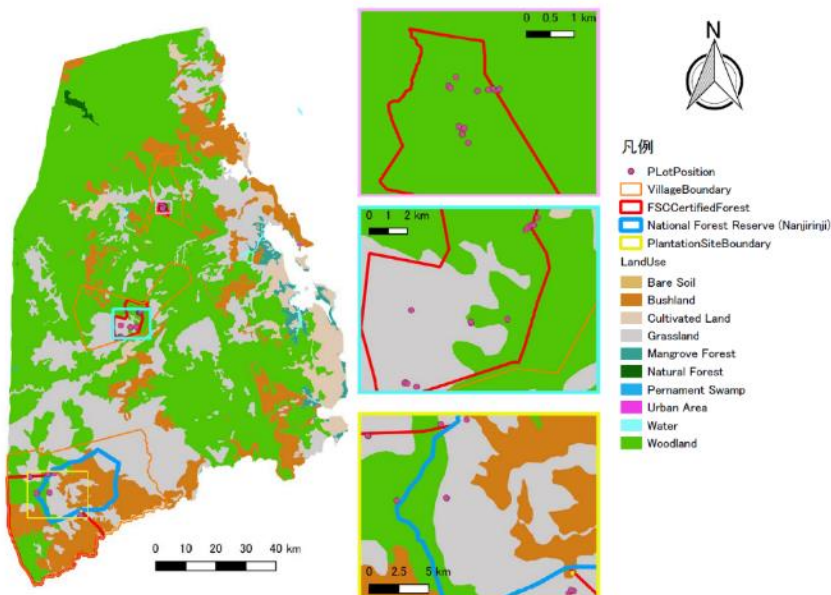 0 0.5 1 km
N
0 1 2 km
0 2.5 5 km
0 10 20 30 40 km
凡例
PLotPosition
VillageBoundary
FSCCertifiedForest
National Forest Reserve (Nanjirinji)
PlantationSiteBoundary
LandUse
Bare Soil
Bushland
Cultivated Land
Grassland
Mangrove Forest
Natural Forest
Pernament Swamp
Urban Area
Water
Woodland